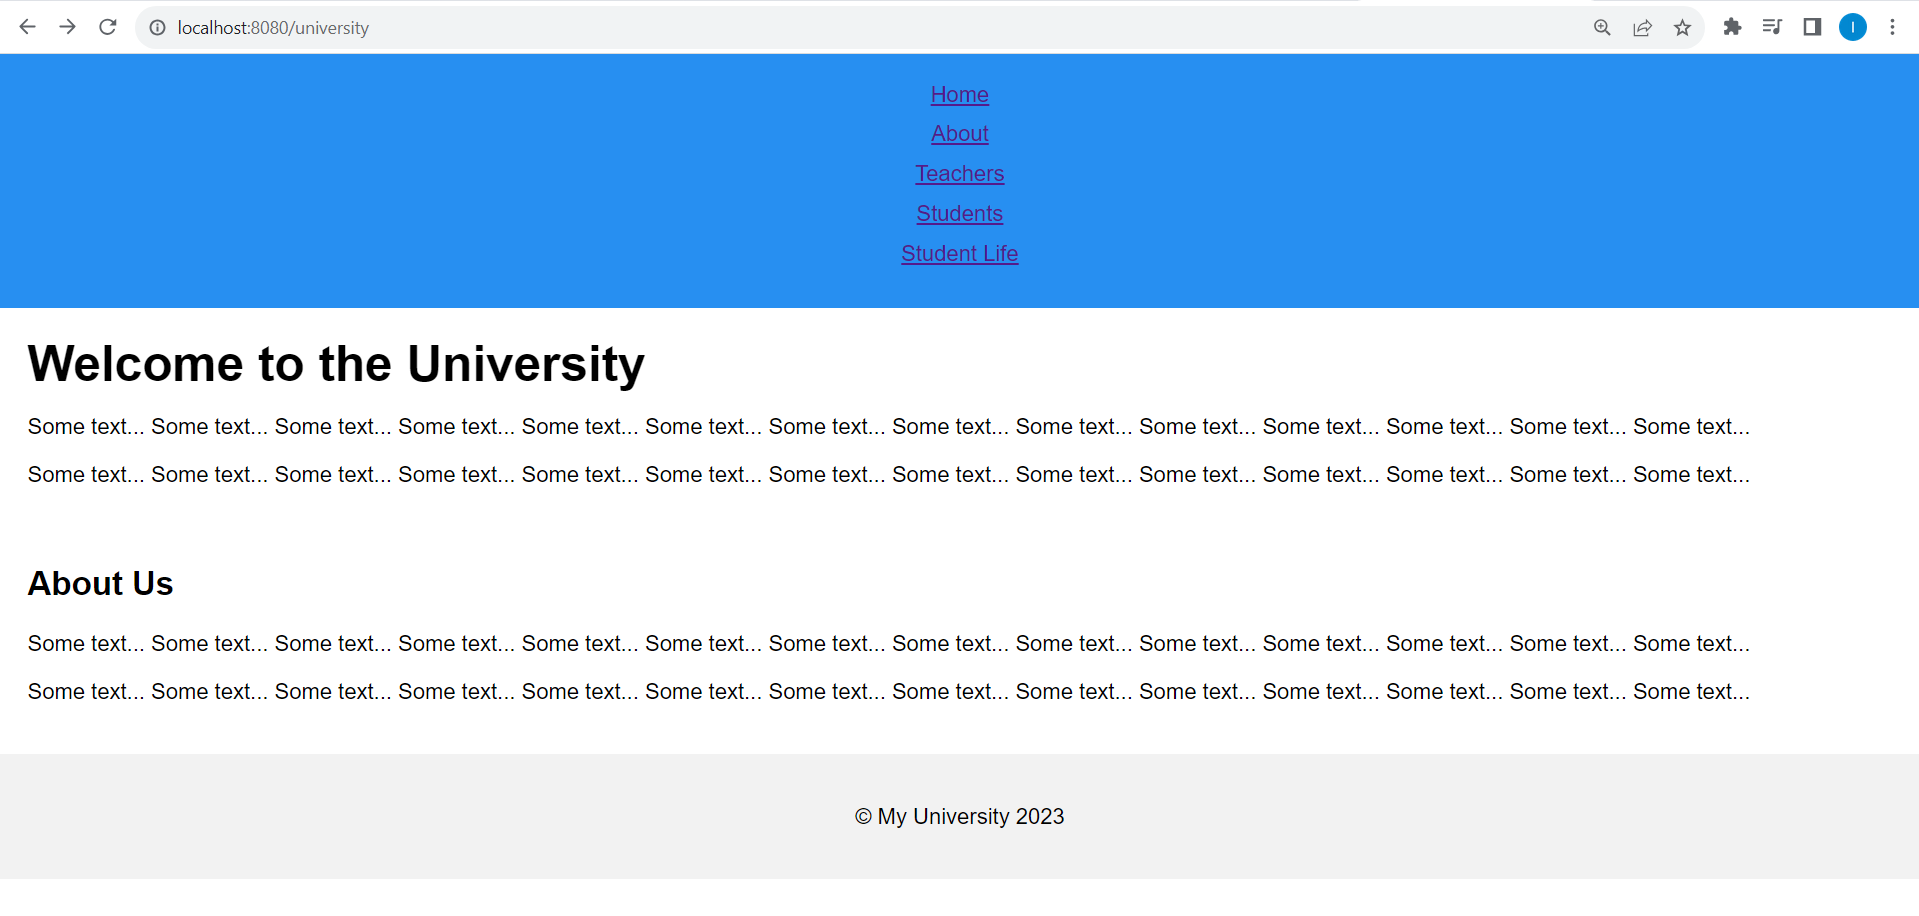 localhost:8080/university
I
Home
About
Teachers
Students
Student Life
Welcome to the University
Some text... Some text... Some text... Some text... Some text... Some text... Some text... Some text... Some text... Some text... Some text... Some text... Some text... Some text...
Some text... Some text... Some text... Some text... Some text... Some text... Some text... Some text... Some text... Some text... Some text... Some text... Some text... Some text...
About Us
Some text... Some text... Some text... Some text... Some text... Some text... Some text... Some text... Some text... Some text... Some text... Some text... Some text... Some text...
Some text... Some text... Some text... Some text... Some text... Some text... Some text... Some text... Some text... Some text... Some text... Some text... Some text... Some text...
© My University 2023